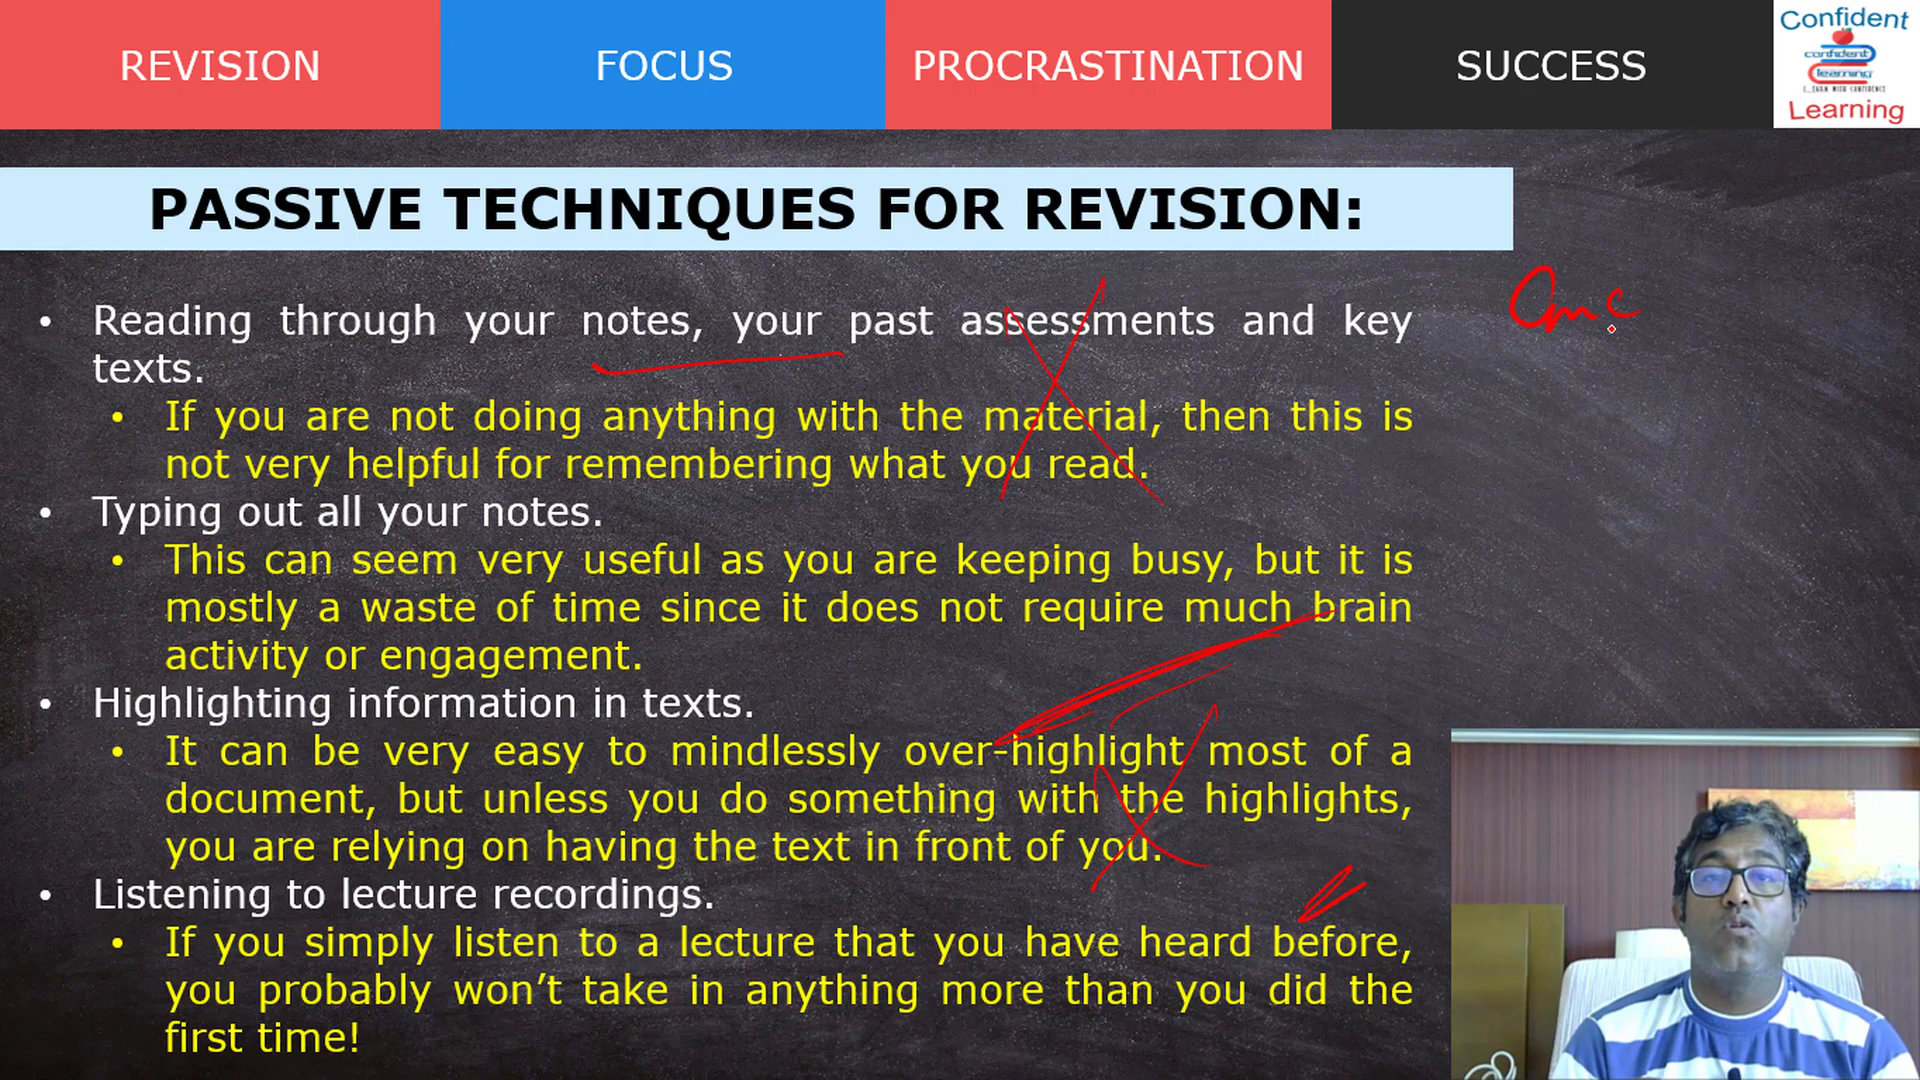 REVISION FOCUS PROCRASTINATION SUCCESS
Confident
confident
learning
LEARN WITH CONFIDENCE
Learning
PASSIVE TECHNIQUES FOR REVISION:
• Reading through your notes, your past assessments and key
texts.
• If you are not doing anything with the material, then this is
not very helpful for remembering what you read.
• Typing out all your notes.
• This can seem very useful as you are keeping busy, but it is
mostly a waste of time since it does not require much brain
activity or engagement.
• Highlighting information in texts.
• It can be very easy to mindlessly over-highlight most of a
document, but unless you do something with the highlights,
you are relying on having the text in front of you.
• Listening to lecture recordings.
• If you simply listen to a lecture that you have heard before,
you probably won’t take in anything more than you did the
first time!